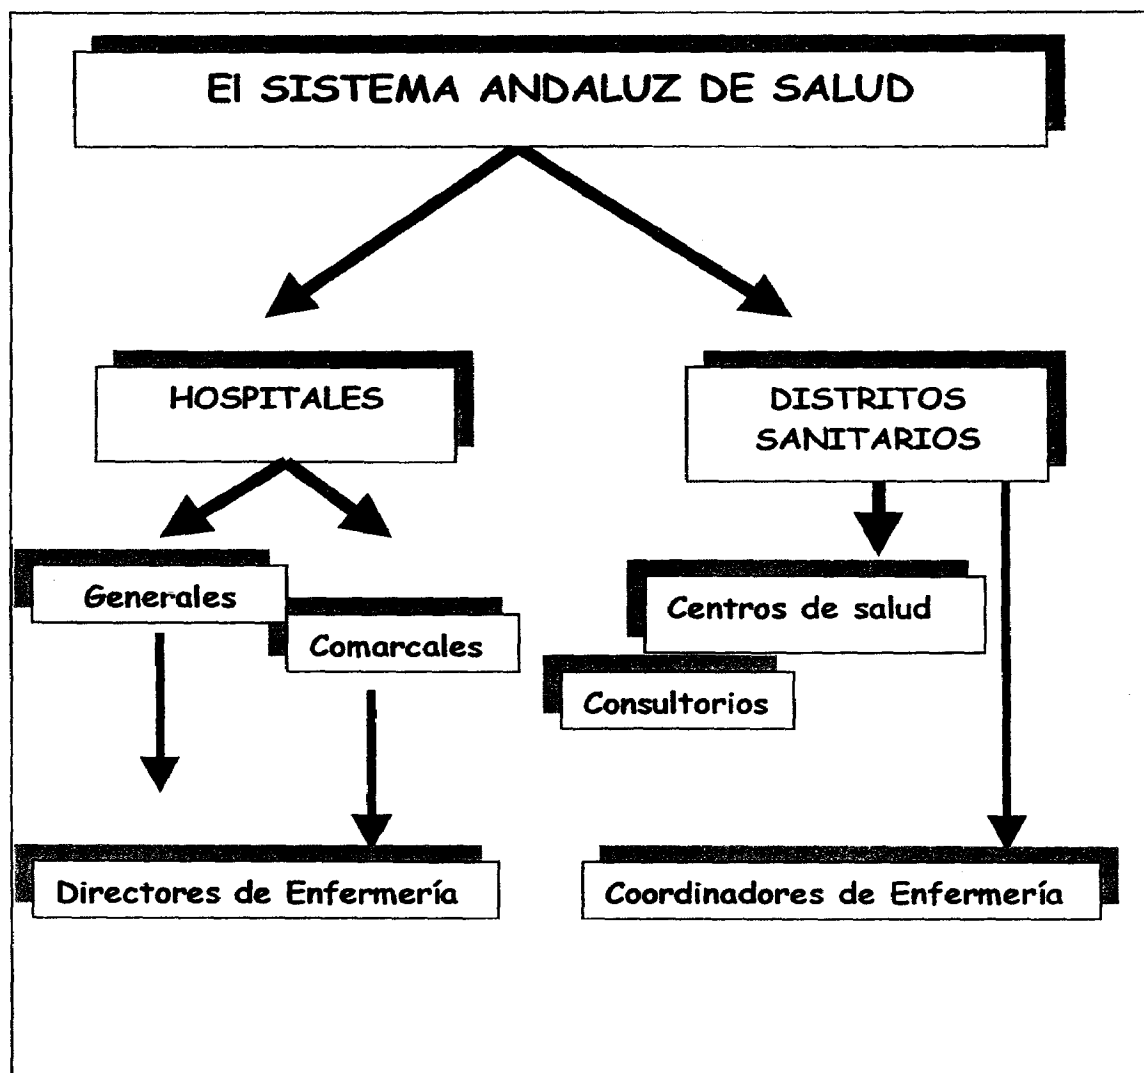 El SISTEMA ANDALUZ DE SALUD
HOSPITALES
DISTRITOS
SANITARIOS
Generales
Comarcales
Centros de salud
Consultorios
Directores de Enfermería
Coordinadores de Enfermería